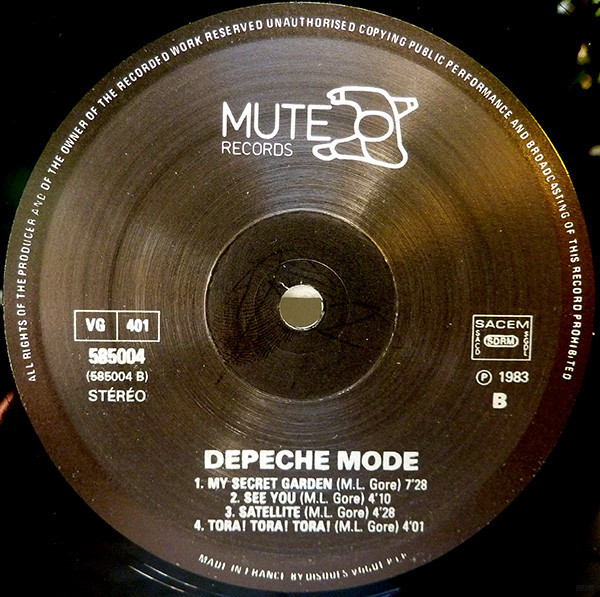 ALL RIGHTS OF THE PRODUCER AND OF THE OWNER OF THE RECORDED WORK RESERVED UNAUTHORISED COPYING PUBLIC PERFORMANCE AND BROADCASTING OF THIS RECORD PROHIBITED
MUTE
RECORDS
VG 401
585004
(585004 B)
STÉRÉO
SACEM
SACD SDRM SGDL
Ⓟ 1983
B
DEPECHE MODE
1. MY SECRET GARDEN (M.L. Gore) 7'28
2. SEE YOU (M.L. Gore) 4'10
3. SATELLITE (M.L. Gore) 4'28
4. TORA! TORA! TORA! (M.L. Gore) 4'01
MADE IN FRANCE BY DISQUES VOGUE P.I.P.